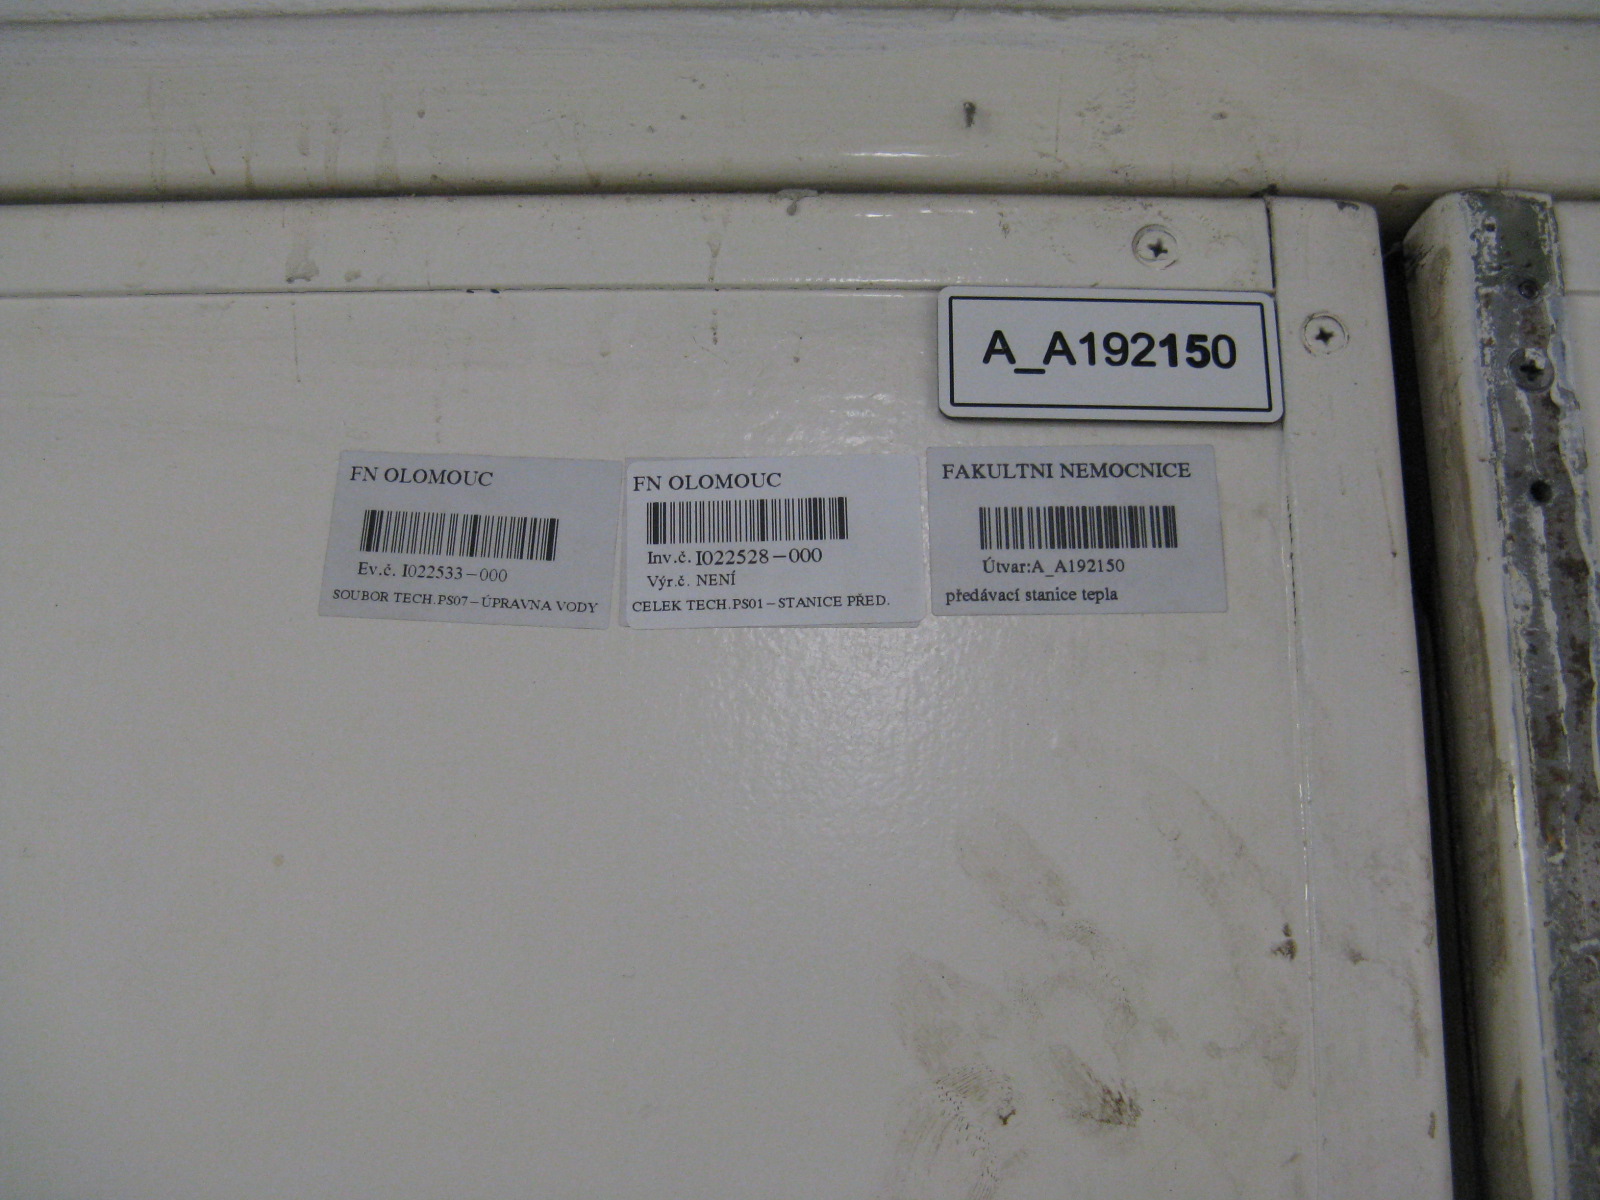 A_A192150
FN OLOMOUC
Ev.č. I022533-000
SOUBOR TECH.PS07-ÚPRAVNA VODY
FN OLOMOUC
Inv.č. I022528-000
Výr.č. NENÍ
CELEK TECH.PS01-STANICE PŘED.
FAKULTNI NEMOCNICE
Útvar:A_A192150
předávací stanice tepla